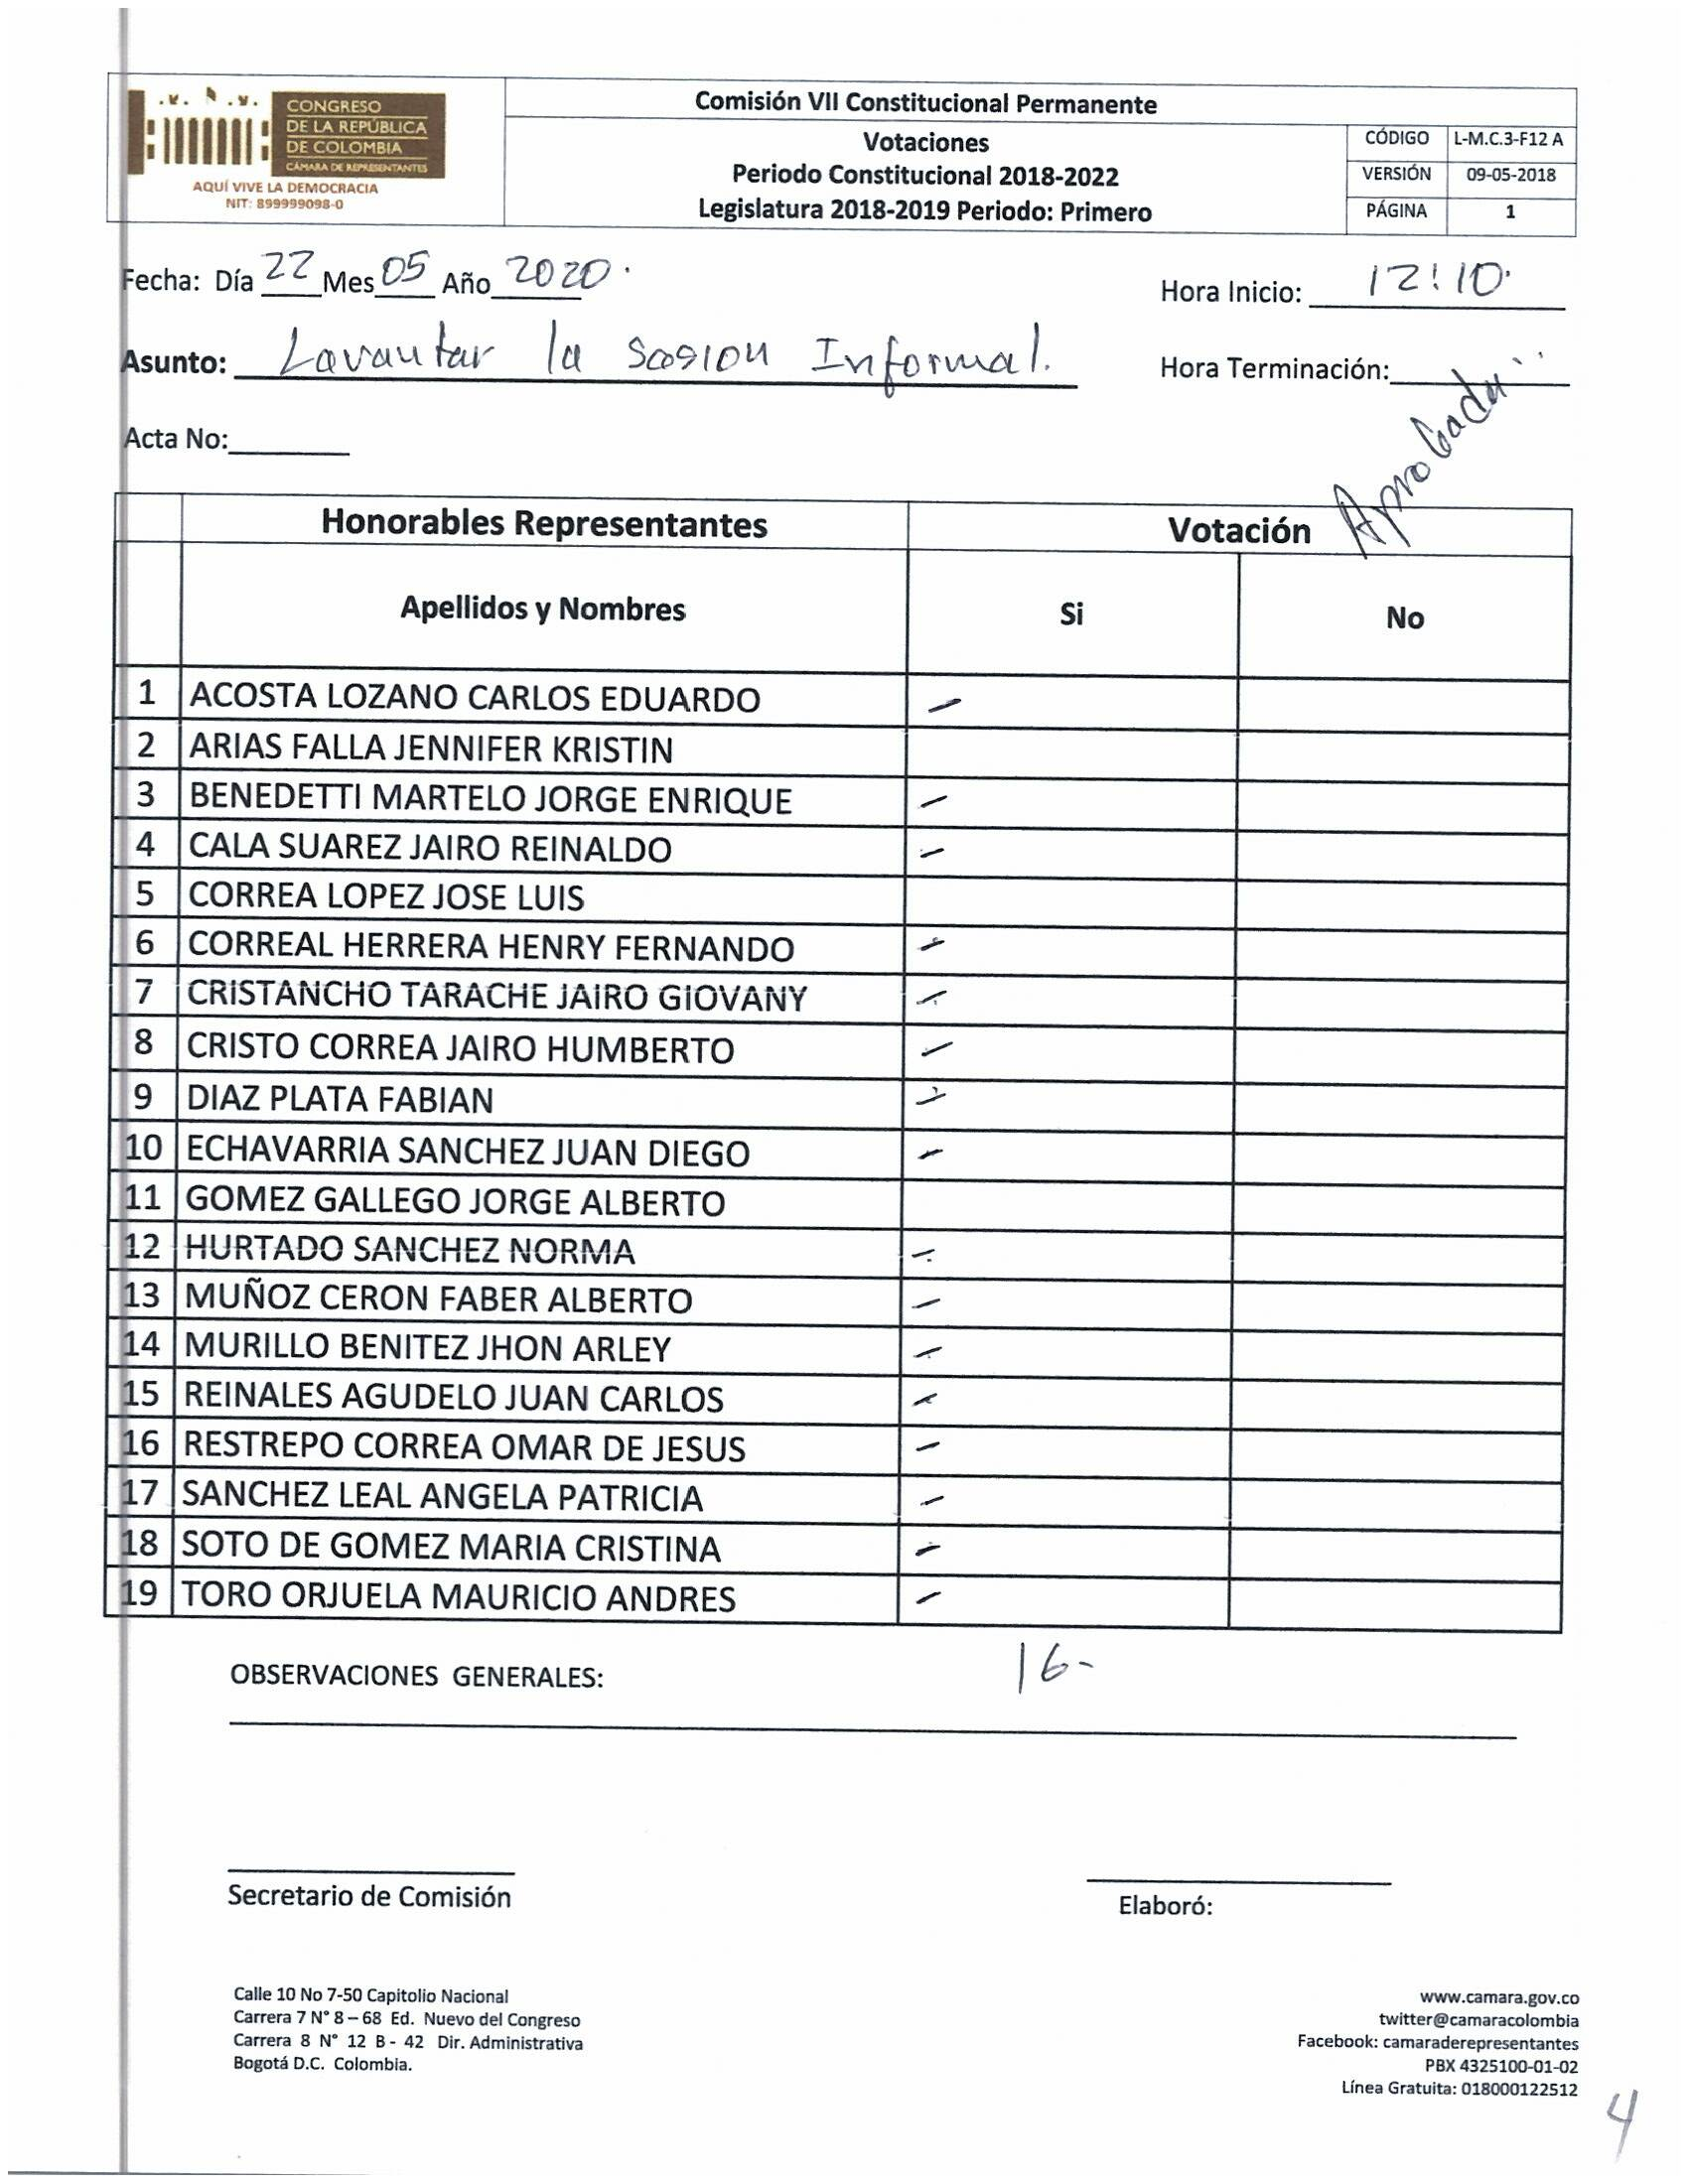 CONGRESO
DE LA REPÚBLICA
DE COLOMBIA
CÁMARA DE REPRESENTANTES
AQUÍ VIVE LA DEMOCRACIA
NIT: 899999098-0
Comisión VII Constitucional Permanente
Votaciones
Periodo Constitucional 2018-2022
Legislatura 2018-2019 Periodo: Primero
CÓDIGO L-M.C.3-F12 A
VERSIÓN 09-05-2018
PÁGINA 1
Fecha: Día 22 Mes 05 Año 2020.
Hora Inicio: 12:10.
Asunto: Levantar la sesion Informal.
Hora Terminación:
Aprobada
Acta No:
Honorables Representantes Votación
Apellidos y Nombres Si No
1 ACOSTA LOZANO CARLOS EDUARDO –
2 ARIAS FALLA JENNIFER KRISTIN
3 BENEDETTI MARTELO JORGE ENRIQUE –
4 CALA SUAREZ JAIRO REINALDO –
5 CORREA LOPEZ JOSE LUIS
6 CORREAL HERRERA HENRY FERNANDO –
7 CRISTANCHO TARACHE JAIRO GIOVANY –
8 CRISTO CORREA JAIRO HUMBERTO –
9 DIAZ PLATA FABIAN –
10 ECHAVARRIA SANCHEZ JUAN DIEGO –
11 GOMEZ GALLEGO JORGE ALBERTO
12 HURTADO SANCHEZ NORMA –
13 MUÑOZ CERON FABER ALBERTO –
14 MURILLO BENITEZ JHON ARLEY –
15 REINALES AGUDELO JUAN CARLOS –
16 RESTREPO CORREA OMAR DE JESUS –
17 SANCHEZ LEAL ANGELA PATRICIA –
18 SOTO DE GOMEZ MARIA CRISTINA –
19 TORO ORJUELA MAURICIO ANDRES –
OBSERVACIONES GENERALES: 16-
Secretario de Comisión
Elaboró:
Calle 10 No 7-50 Capitolio Nacional
Carrera 7 N° 8 – 68 Ed. Nuevo del Congreso
Carrera 8 N° 12 B - 42 Dir. Administrativa
Bogotá D.C. Colombia.
www.camara.gov.co
twitter@camaracolombia
Facebook: camaraderepresentantes
PBX 4325100-01-02
Línea Gratuita: 018000122512
4